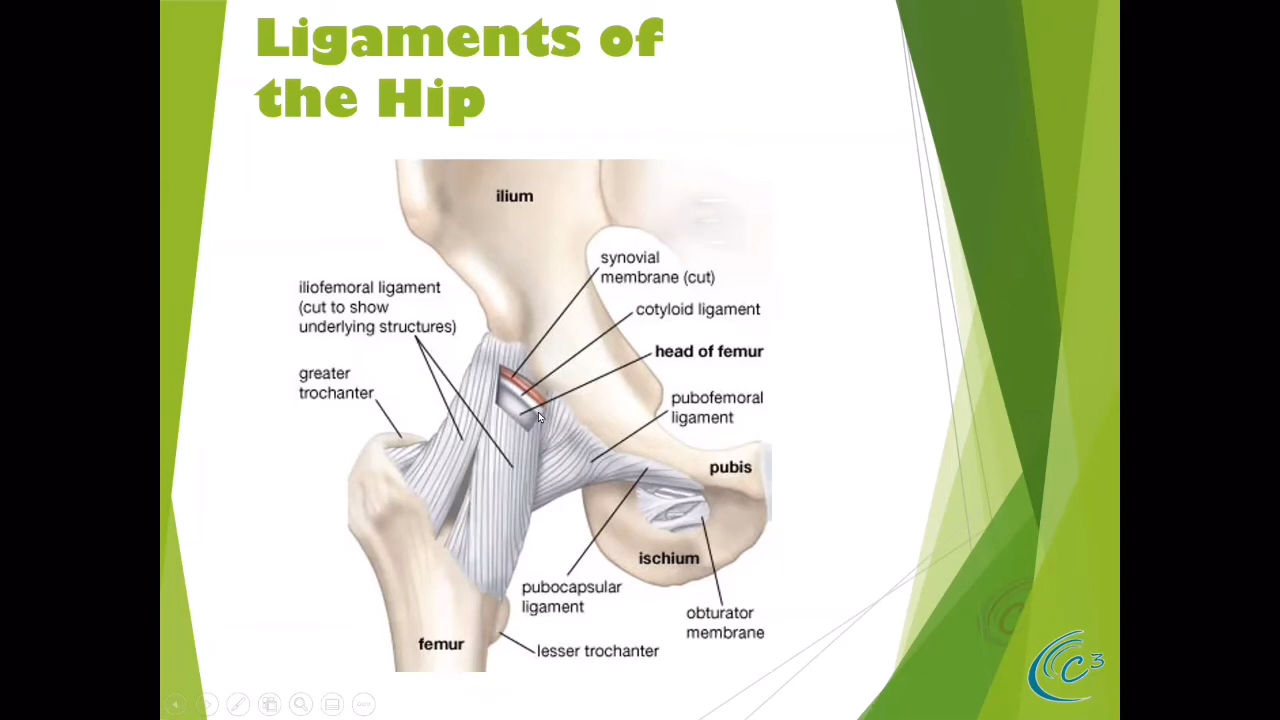 Ligaments of
the Hip
ilium
synovial
membrane (cut)
iliofemoral ligament
(cut to show
underlying structures)
cotyloid ligament
head of femur
greater
trochanter
pubofemoral
ligament
pubis
ischium
pubocapsular
ligament
obturator
membrane
femur
lesser trochanter
C3